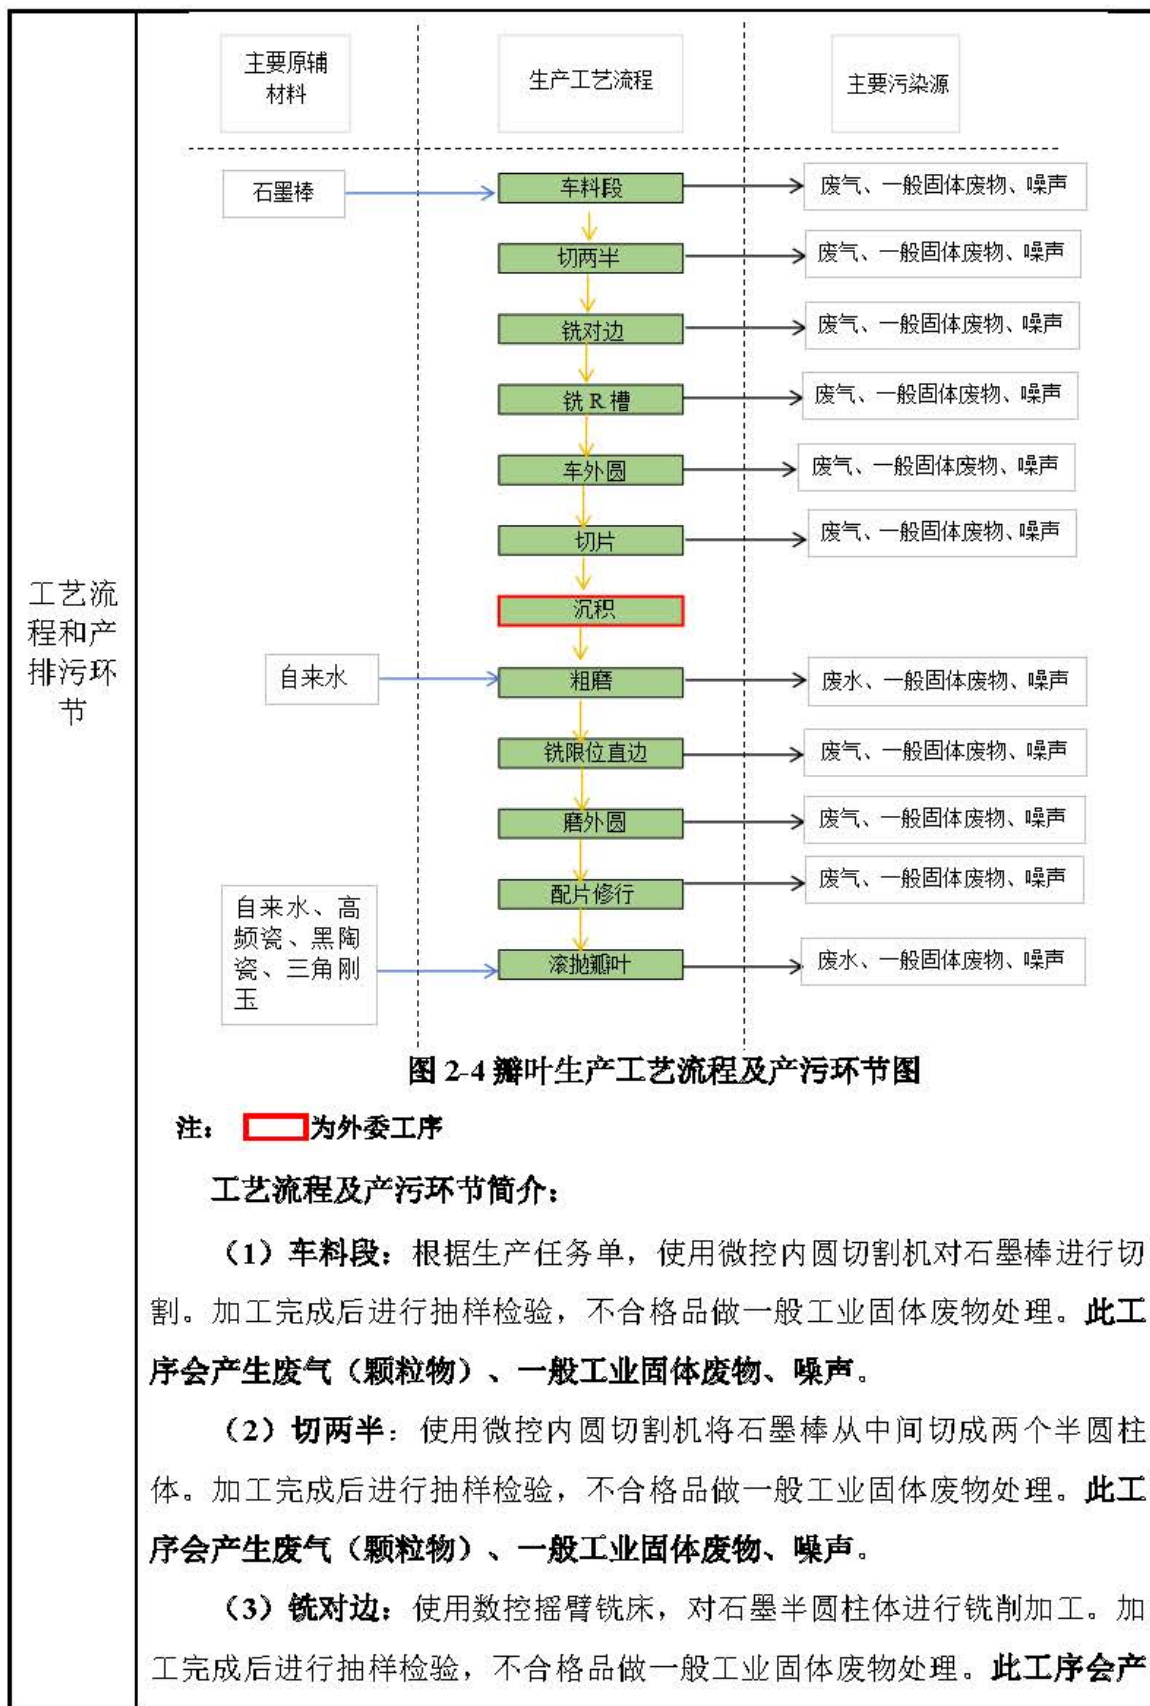 工艺流
程和产
排污环
节
主要原辅
材料
生产工艺流程
主要污染源
石墨棒
车料段
废气、一般固体废物、噪声
切两半
废气、一般固体废物、噪声
铣对边
废气、一般固体废物、噪声
铣 R 槽
废气、一般固体废物、噪声
车外圆
废气、一般固体废物、噪声
切片
废气、一般固体废物、噪声
沉积
自来水
粗磨
废水、一般固体废物、噪声
铣限位直边
废气、一般固体废物、噪声
磨外圆
废气、一般固体废物、噪声
配片修行
废气、一般固体废物、噪声
自来水、高
频瓷、黑陶
瓷、三角刚
玉
滚抛瓣叶
废水、一般固体废物、噪声
图 2-4 瓣叶生产工艺流程及产污环节图
注： 为外委工序
工艺流程及产污环节简介：
（1）车料段：根据生产任务单，使用微控内圆切割机对石墨棒进行切
割。加工完成后进行抽样检验，不合格品做一般工业固体废物处理。此工
序会产生废气（颗粒物）、一般工业固体废物、噪声。
（2）切两半：使用微控内圆切割机将石墨棒从中间切成两个半圆柱
体。加工完成后进行抽样检验，不合格品做一般工业固体废物处理。此工
序会产生废气（颗粒物）、一般工业固体废物、噪声。
（3）铣对边：使用数控摇臂铣床，对石墨半圆柱体进行铣削加工。加
工完成后进行抽样检验，不合格品做一般工业固体废物处理。此工序会产